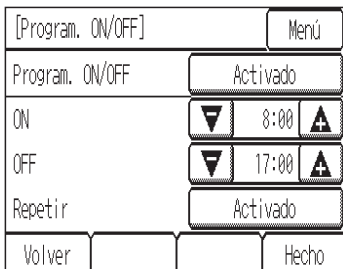 [Program. ON/OFF] Menú
Program. ON/OFF Activado
ON 8:00
OFF 17:00
Repetir Activado
Volver Hecho